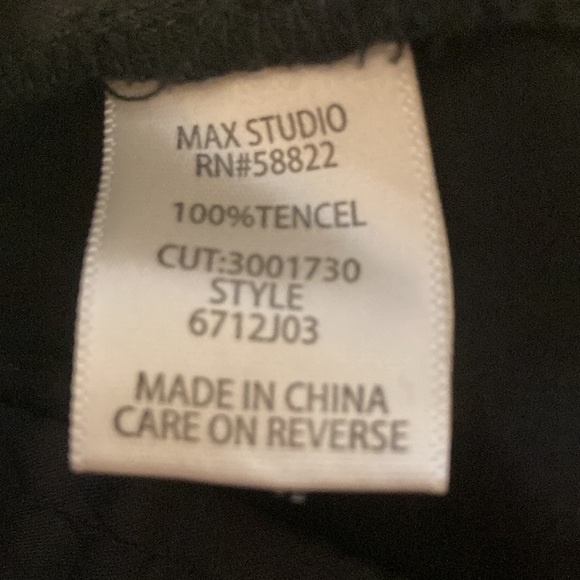 MAX STUDIO
RN#58822
100%TENCEL
CUT:3001730
STYLE
6712J03
MADE IN CHINA
CARE ON REVERSE